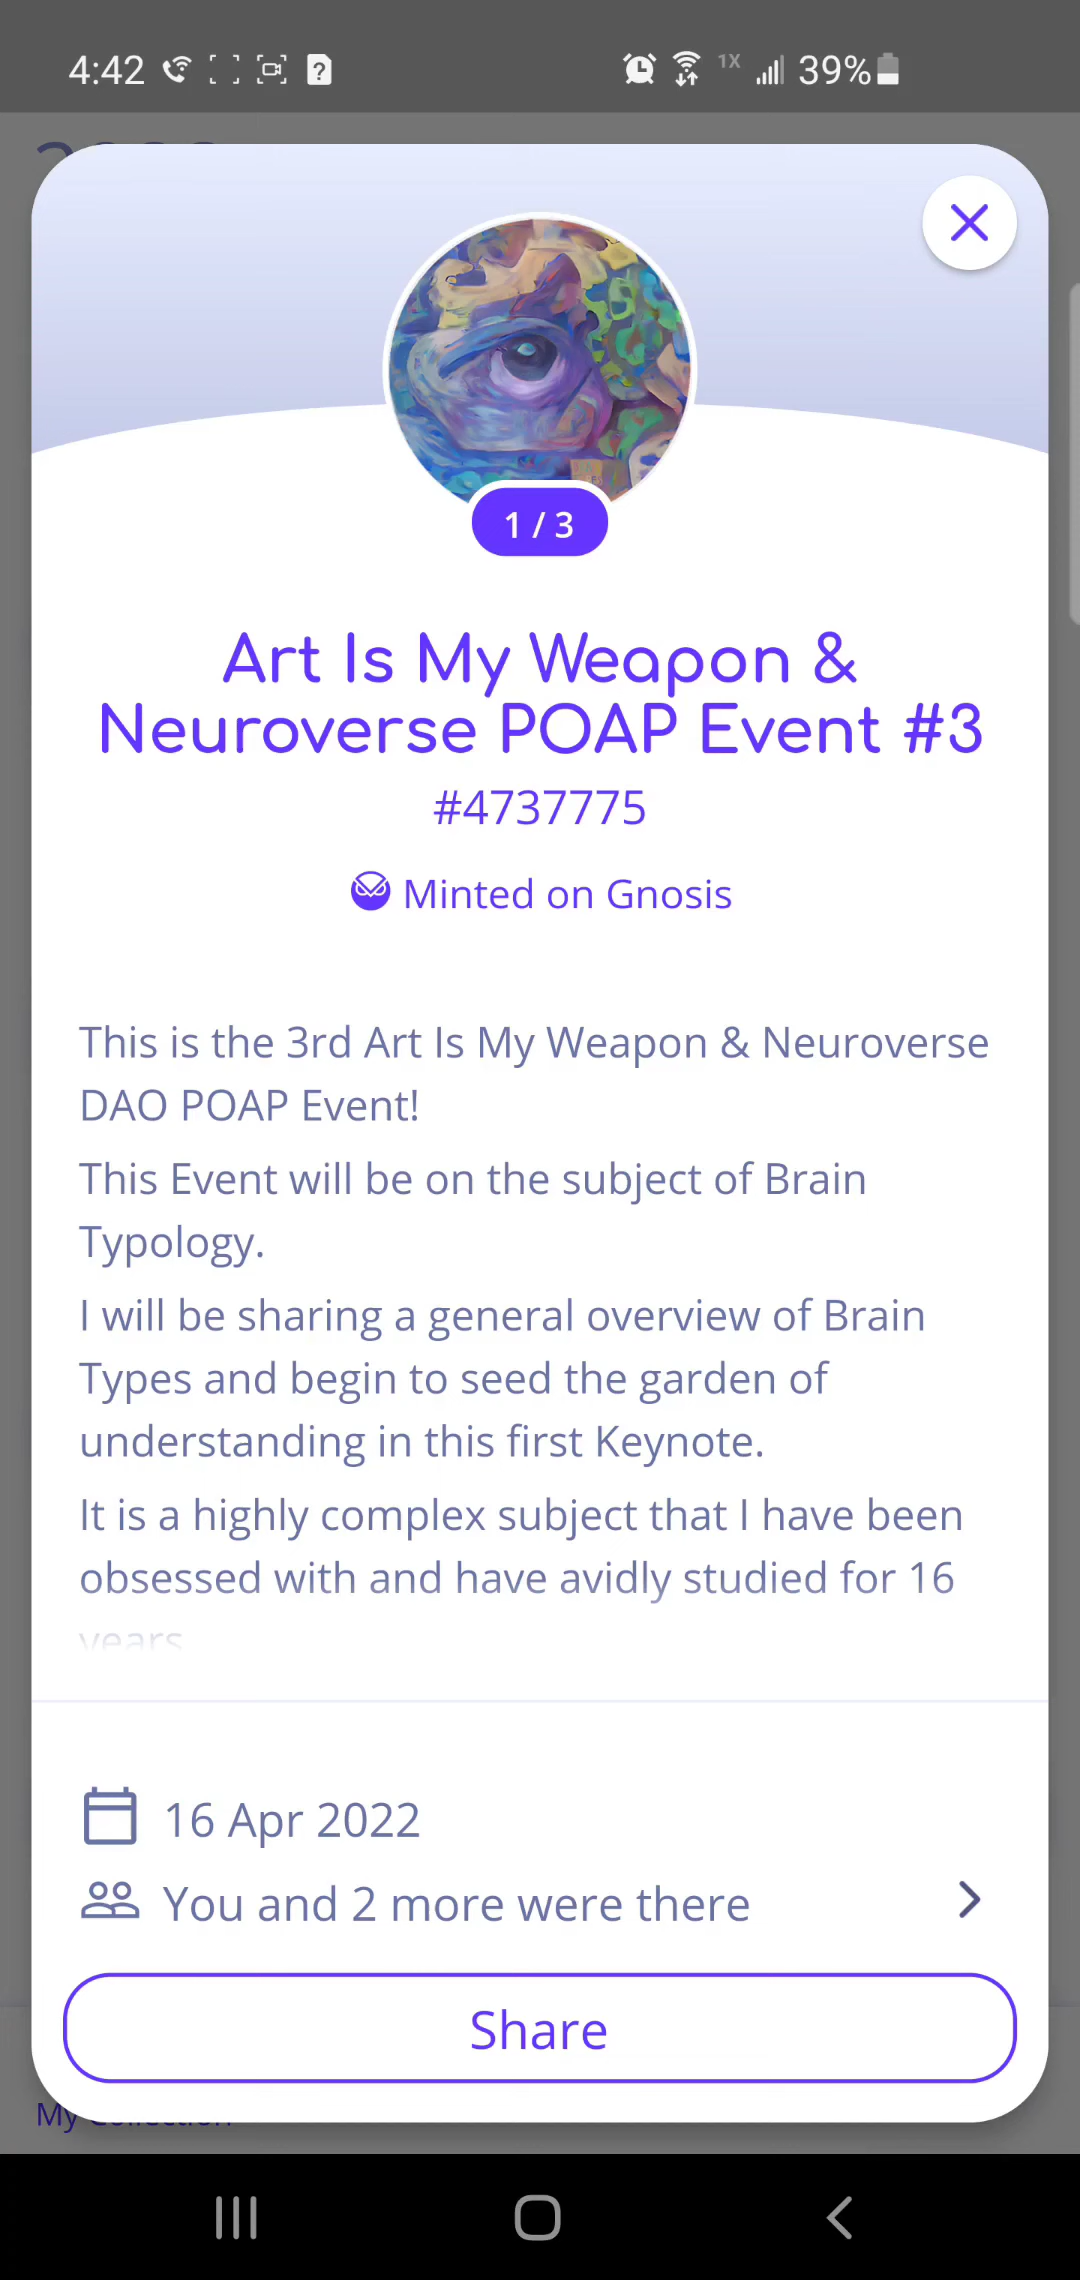 4:42
1X
39%
1 / 3
Art Is My Weapon &
Neuroverse POAP Event #3
#4737775
Minted on Gnosis
This is the 3rd Art Is My Weapon & Neuroverse
DAO POAP Event!
This Event will be on the subject of Brain
Typology.
I will be sharing a general overview of Brain
Types and begin to seed the garden of
understanding in this first Keynote.
It is a highly complex subject that I have been
obsessed with and have avidly studied for 16
years
16 Apr 2022
You and 2 more were there
Share
My Collection